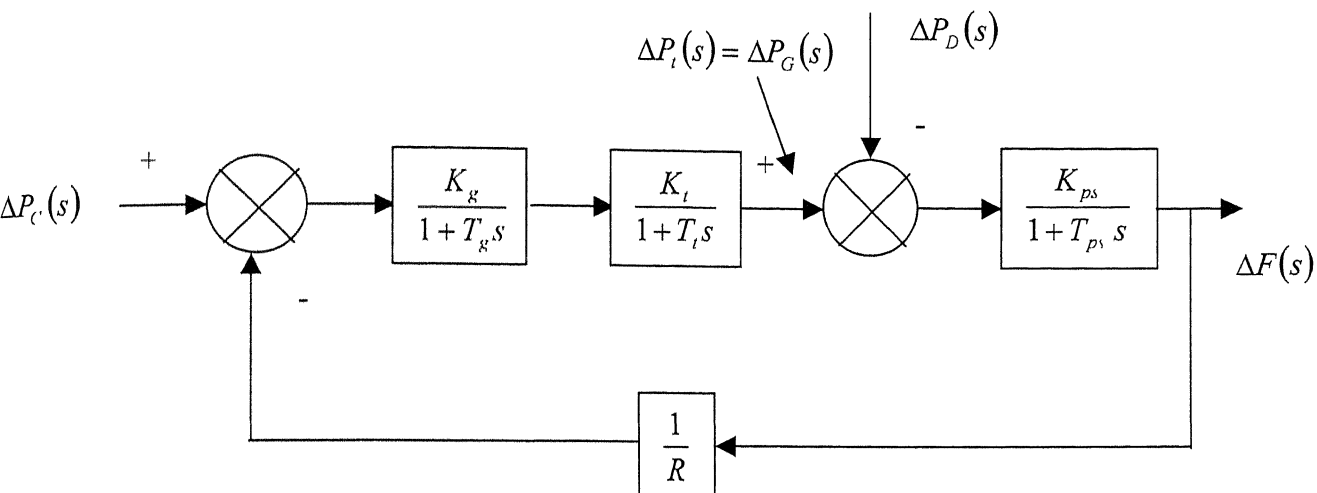 ΔP_D(s)
ΔP_t(s) = ΔP_G(s)
-
+
+
K_g
1 + T_g s
K_t
1 + T_t s
K_ps
1 + T_ps s
ΔP_C(s)
ΔF(s)
-
1
R